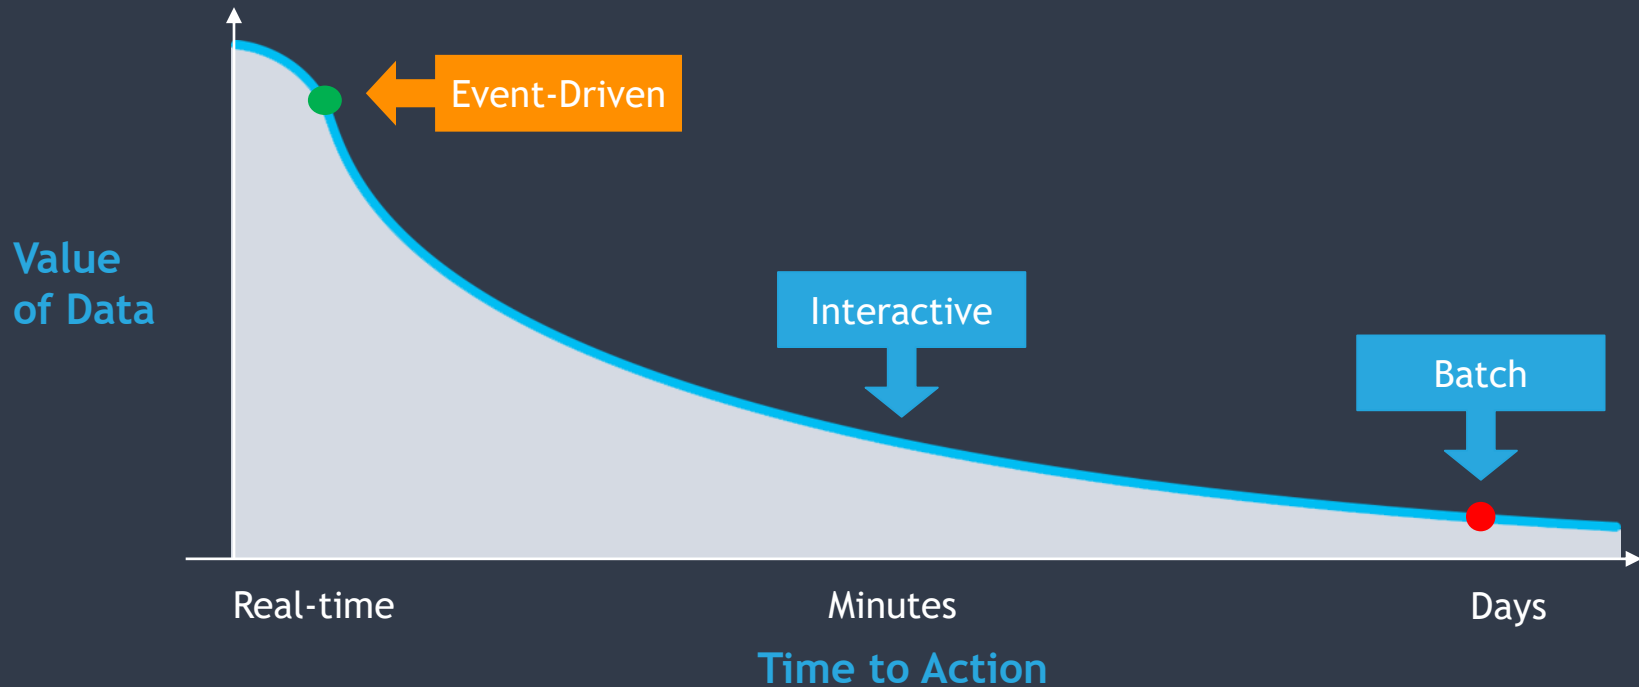 Event-Driven
Value
of Data
Interactive
Batch
Real-time
Minutes
Days
Time to Action